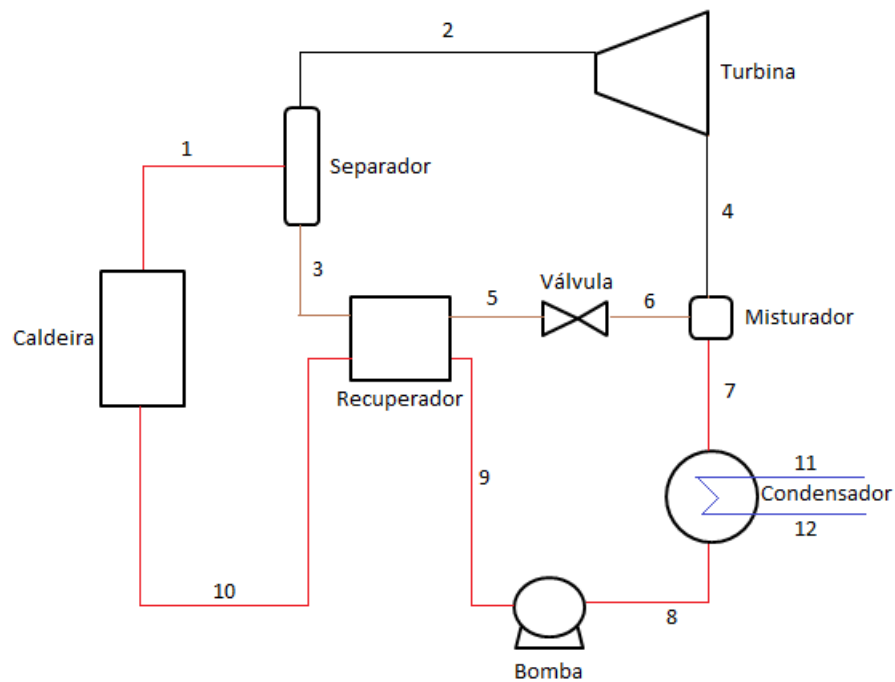 2
Turbina
1
Separador
4
3
5
Válvula
6
Misturador
Caldeira
Recuperador
7
11
Condensador
12
9
10
8
Bomba